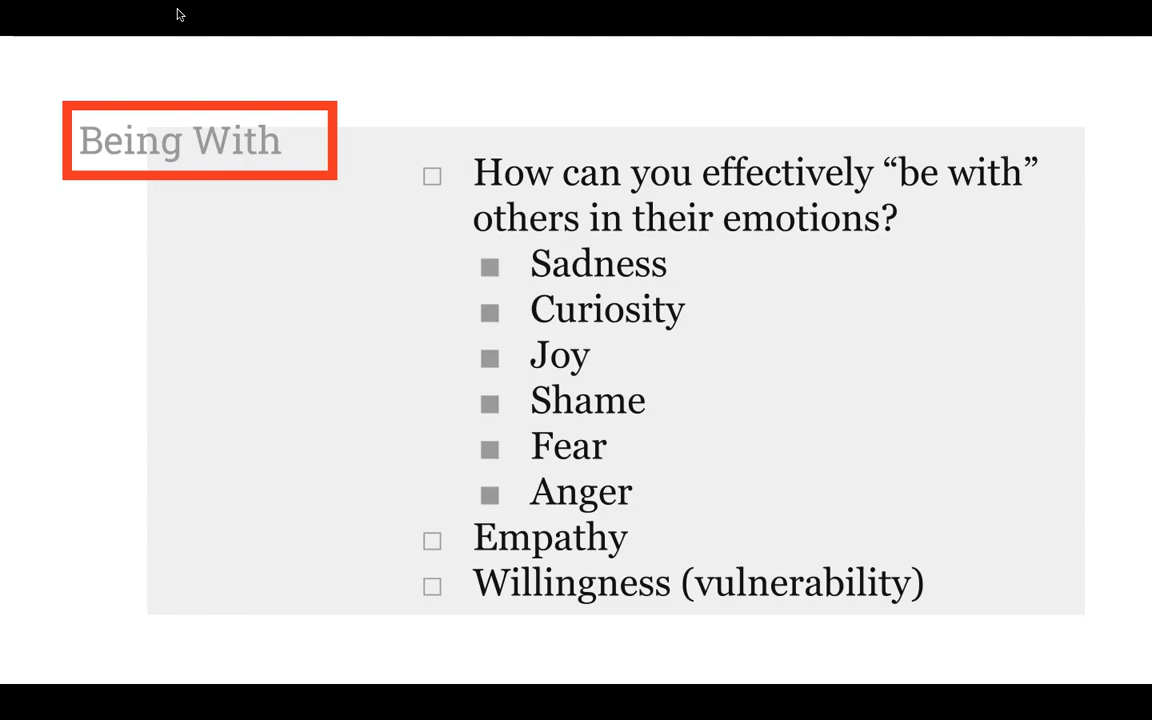 Being With
How can you effectively “be with”
others in their emotions?
Sadness
Curiosity
Joy
Shame
Fear
Anger
Empathy
Willingness (vulnerability)